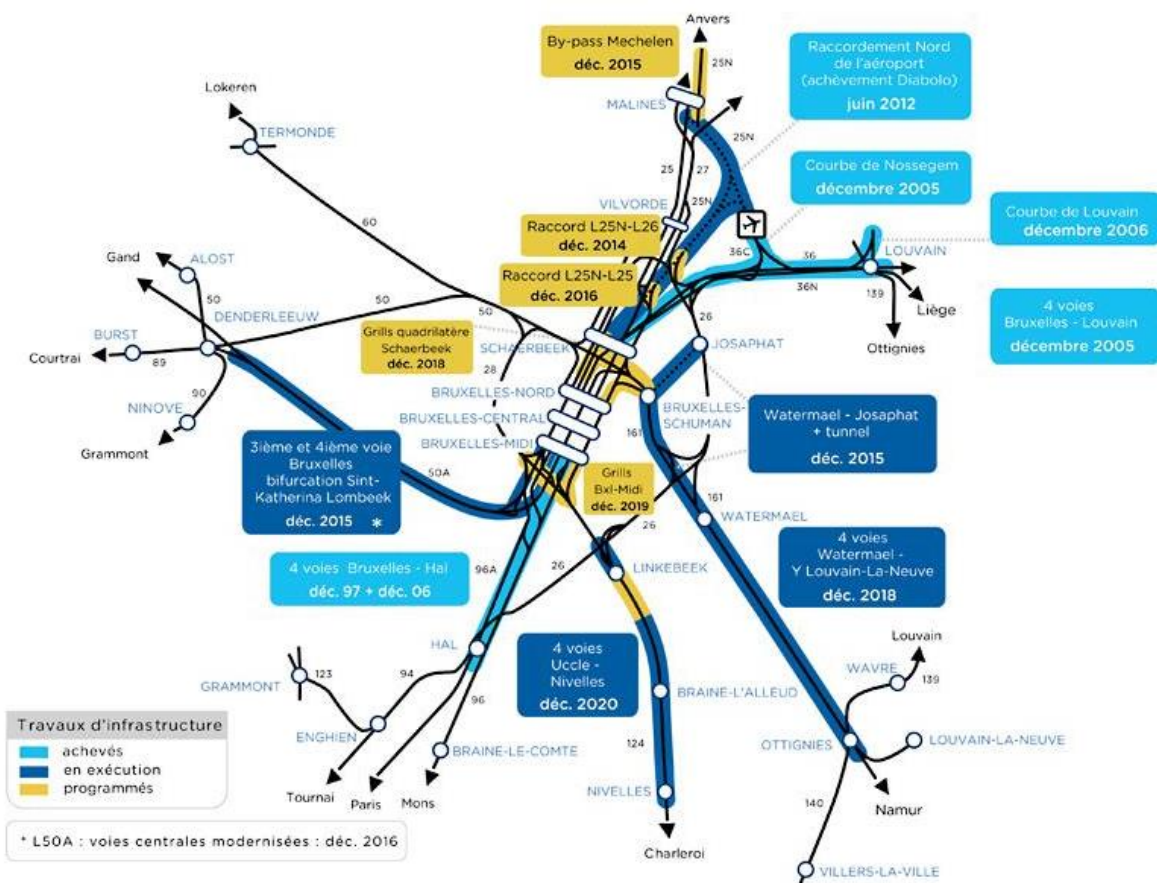 Anvers
By-pass Mechelen
déc. 2015
25N
Raccordement Nord
de l'aéroport
(achèvement Diabolo)
juin 2012
Lokeren
MALINES
TERMONDE
25N
25
27
Courbe de Nossegem
décembre 2005
VILVORDE
25N
60
Raccord L25N-L26
déc. 2014
Courbe de Louvain
décembre 2006
Gand
ALOST
36C
36
LOUVAIN
Raccord L25N-L25
déc. 2016
36N
139
50
50
DENDERLEEUW
50
26
Liège
4 voies
Bruxelles - Louvain
décembre 2005
BURST
Grills quadrilatère
Schaerbeek
déc. 2018
SCHAERBEEK
JOSAPHAT
Ottignies
Courtrai
89
28
90
BRUXELLES-NORD
NINOVE
BRUXELLES-CENTRAL
BRUXELLES-
SCHUMAN
Watermael - Josaphat
+ tunnel
déc. 2015
161
BRUXELLES-MIDI
Grammont
3ième et 4ième voie
Bruxelles
bifurcation Sint-
Katherina Lombeek
déc. 2015 *
50A
Grills
Bxl-Midi
déc. 2019
161
WATERMAEL
26
4 voies
Watermael -
Y Louvain-La-Neuve
déc. 2018
4 voies Bruxelles - Hal
déc. 97 + déc. 06
96A
26
LINKEBEEK
HAL
4 voies
Uccle -
Nivelles
déc. 2020
Louvain
WAVRE
139
GRAMMONT
123
94
96
BRAINE-L'ALLEUD
Travaux d'infrastructure
achevés
en exécution
programmés
ENGHIEN
BRAINE-LE-COMTE
124
OTTIGNIES
LOUVAIN-LA-NEUVE
Tournai
Paris
Mons
NIVELLES
140
Namur
* L50A : voies centrales modernisées : déc. 2016
Charleroi
VILLERS-LA-VILLE